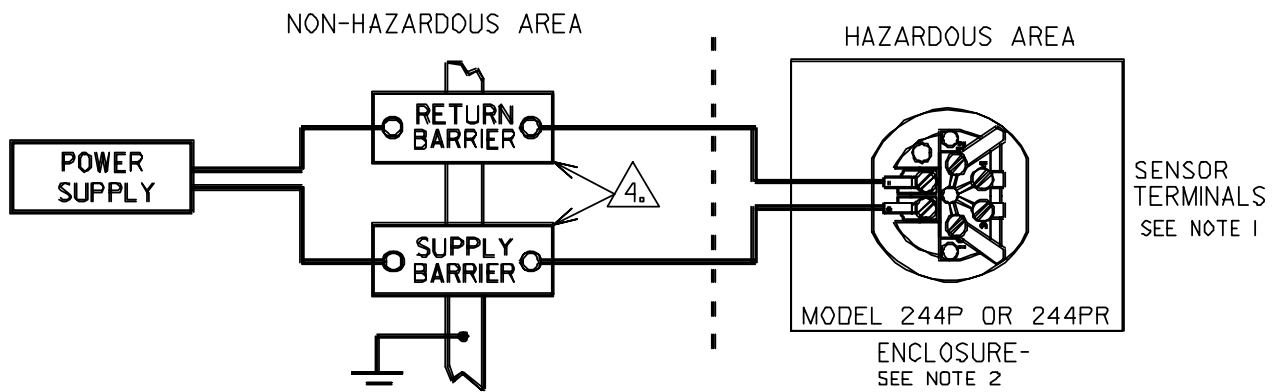 NON-HAZARDOUS AREA
HAZARDOUS AREA
POWER
SUPPLY
RETURN
BARRIER
4.
SUPPLY
BARRIER
SENSOR
TERMINALS
SEE NOTE 1
MODEL 244P OR 244PR
ENCLOSURE-
SEE NOTE 2